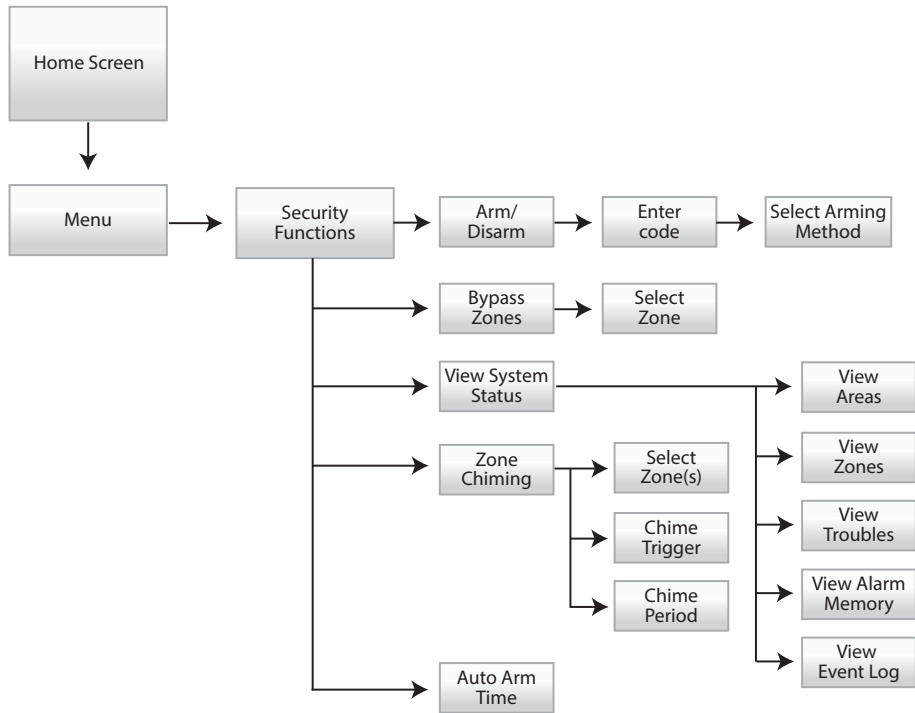 Home Screen
Menu
Security
Functions
Arm/
Disarm
Enter
code
Select Arming
Method
Bypass
Zones
Select
Zone
View System
Status
View
Areas
View
Zones
View
Troubles
View Alarm
Memory
View
Event Log
Zone
Chiming
Select
Zone(s)
Chime
Trigger
Chime
Period
Auto Arm
Time